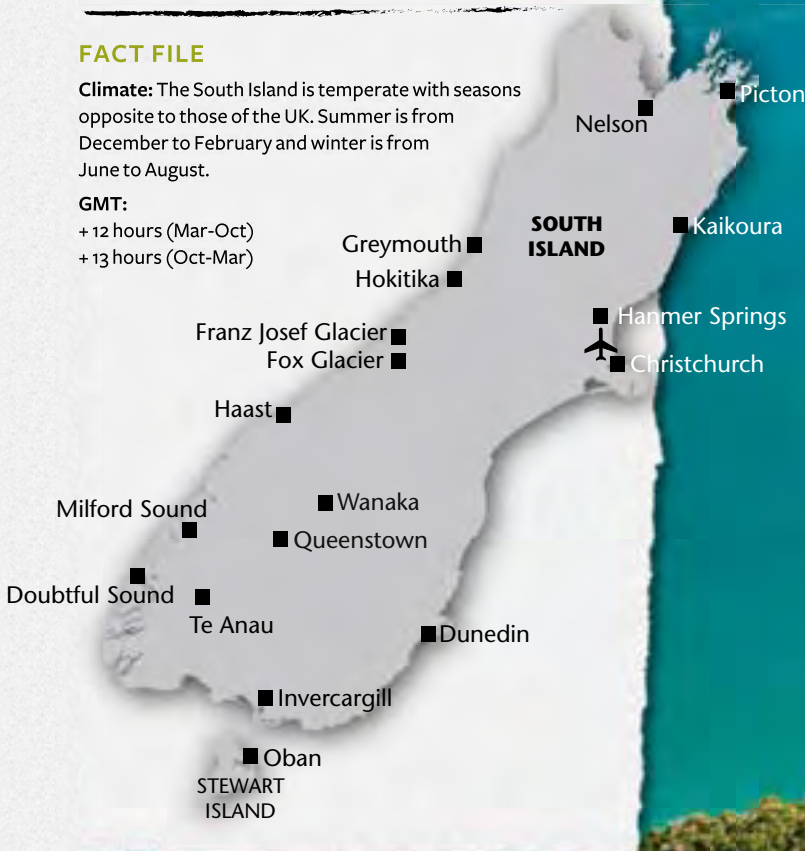 FACT FILE
Climate: The South Island is temperate with seasons
opposite to those of the UK. Summer is from
December to February and winter is from
June to August.
GMT:
+ 12 hours (Mar-Oct)
+ 13 hours (Oct-Mar)
Picton
Nelson
SOUTH
ISLAND
Kaikoura
Greymouth
Hokitika
Hanmer Springs
Franz Josef Glacier
Fox Glacier
Christchurch
Haast
Wanaka
Milford Sound
Queenstown
Doubtful Sound
Te Anau
Dunedin
Invercargill
Oban
STEWART
ISLAND